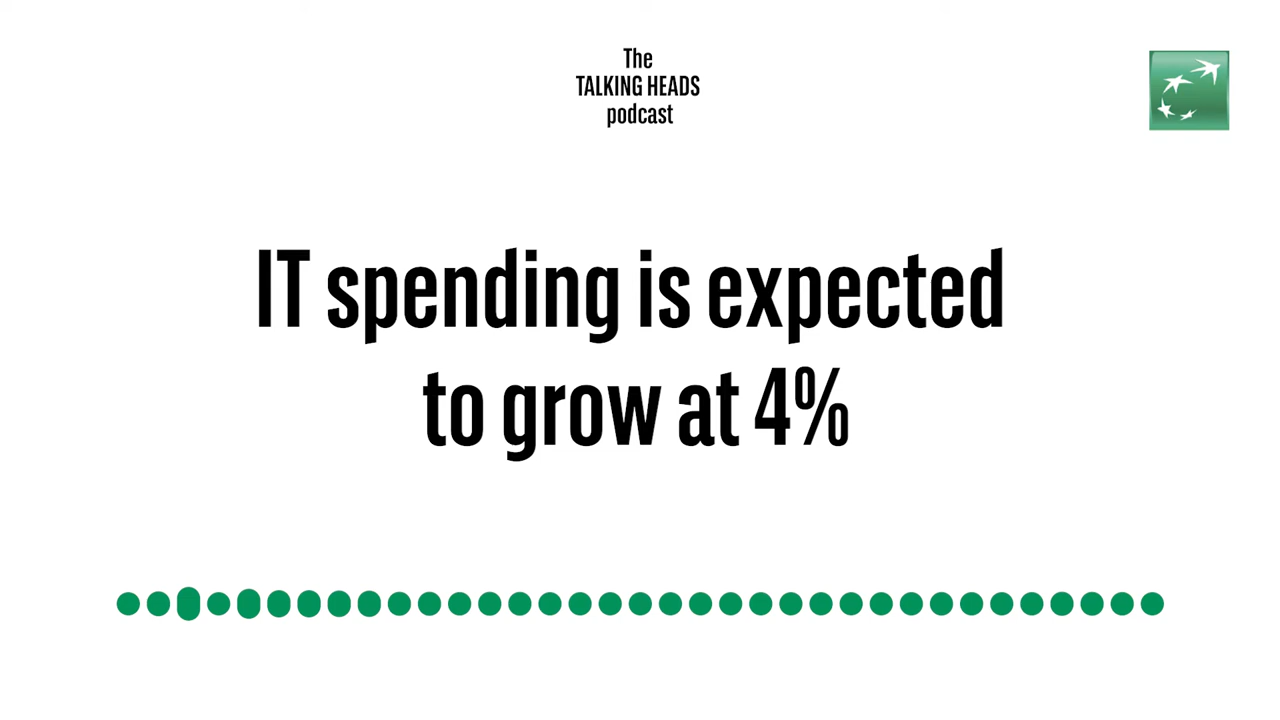 The
TALKING HEADS
podcast
IT spending is expected
to grow at 4%